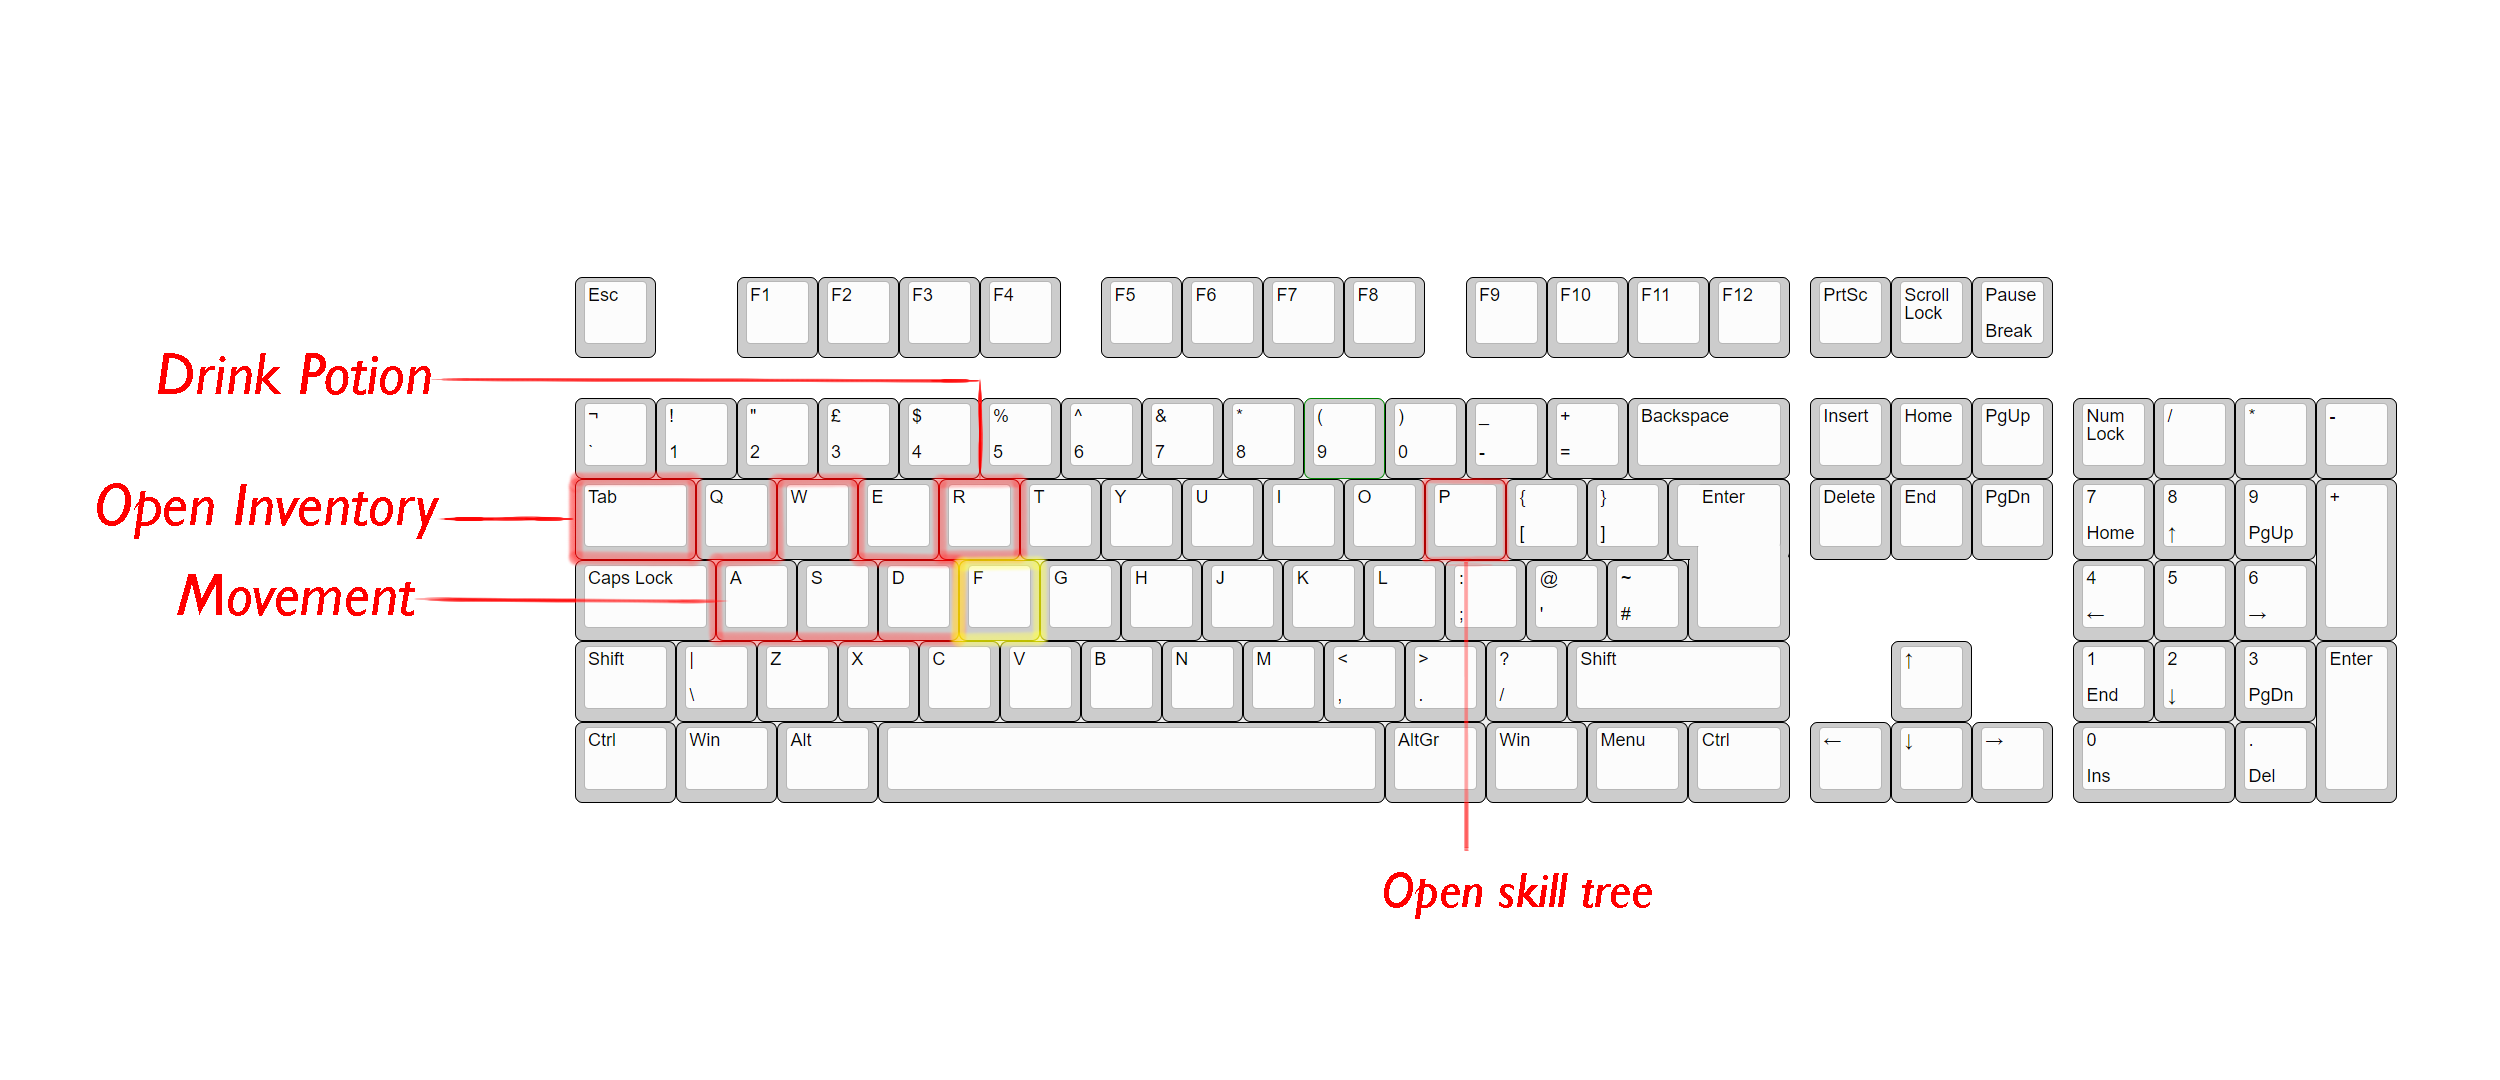 Esc F1 F2 F3 F4 F5 F6 F7 F8 F9 F10 F11 F12 PrtSc Scroll Lock Pause Break
Drink Potion
¬ ! " £ $ % ^ & * ( ) _ + Backspace Insert Home PgUp Num Lock / * -
` 1 2 3 4 5 6 7 8 9 0 - =
Open Inventory
Tab Q W E R T Y U I O P { } Enter Delete End PgDn 7 8 9 +
[ ] Home ↑ PgUp
Movement
Caps Lock A S D F G H J K L : @ ~ 4 5 6
; ' # ← →
Shift | Z X C V B N M < > ? Shift ↑ 1 2 3 Enter
\ , . / End ↓ PgDn
Ctrl Win Alt AltGr Win Menu Ctrl ← ↓ → 0 .
Ins Del
Open skill tree